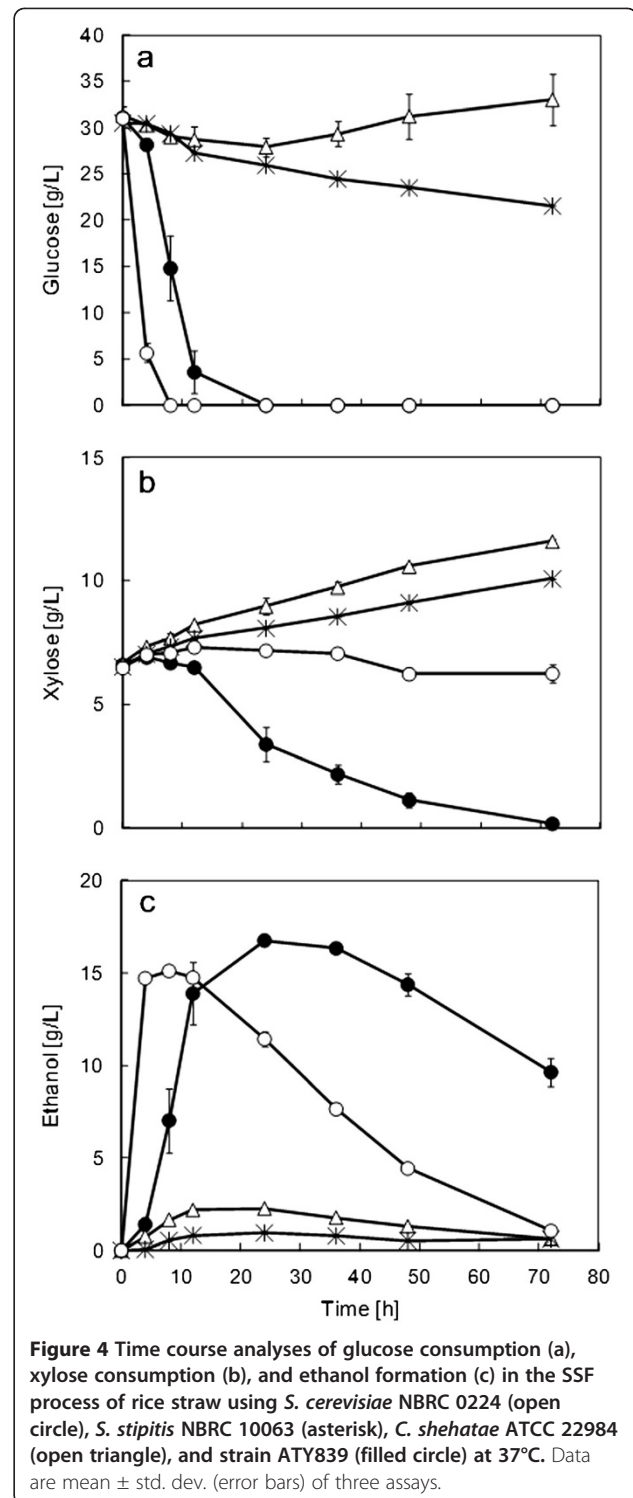 a
40
35
30
25
20
15
10
5
0
Glucose [g/L]
b
15
10
5
0
Xylose [g/L]
c
20
15
10
5
0
Ethanol [g/L]
0 10 20 30 40 50 60 70 80
Time [h]
Figure 4 Time course analyses of glucose consumption (a),
xylose consumption (b), and ethanol formation (c) in the SSF
process of rice straw using S. cerevisiae NBRC 0224 (open
circle), S. stipitis NBRC 10063 (asterisk), C. shehatae ATCC 22984
(open triangle), and strain ATY839 (filled circle) at 37°C. Data
are mean ± std. dev. (error bars) of three assays.